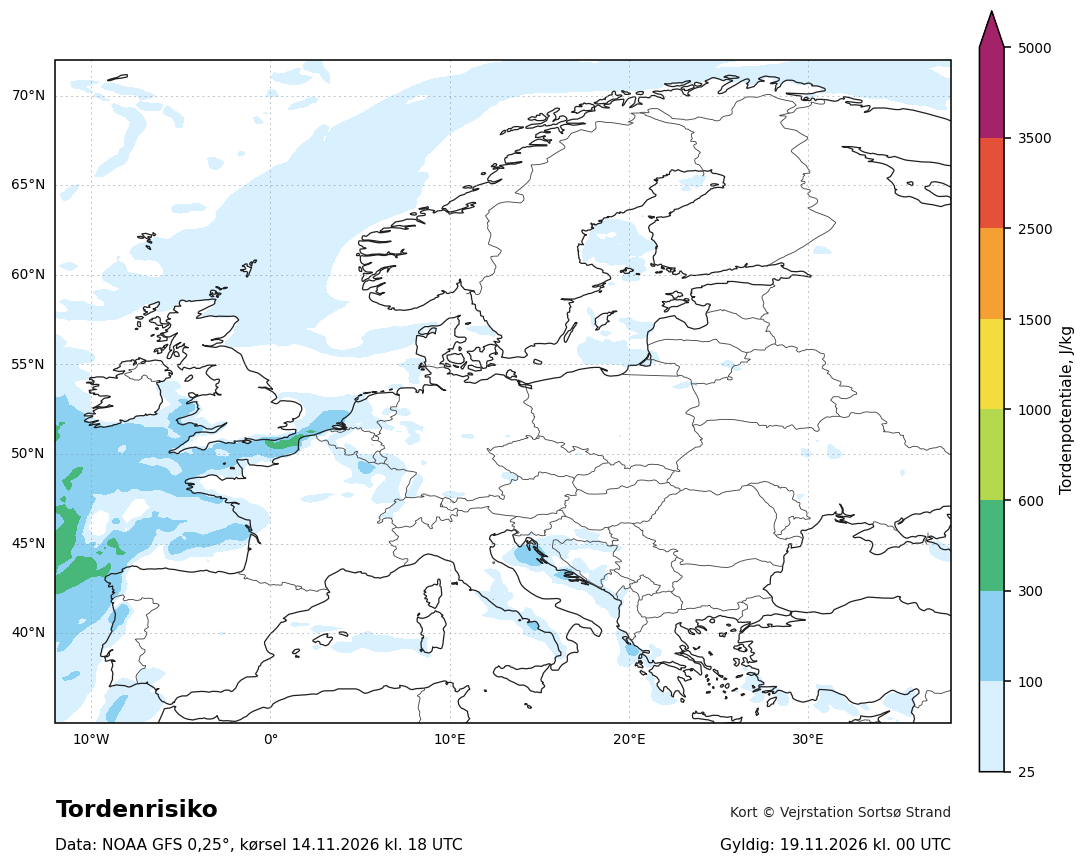 70°N
65°N
60°N
55°N
50°N
45°N
40°N
10°W
0°
10°E
20°E
30°E
5000
3500
2500
1500
1000
600
300
100
25
Tordenpotentiale, J/kg
Tordenrisiko
Kort © Vejrstation Sortsø Strand
Data: NOAA GFS 0,25°, kørsel 14.11.2026 kl. 18 UTC
Gyldig: 19.11.2026 kl. 00 UTC